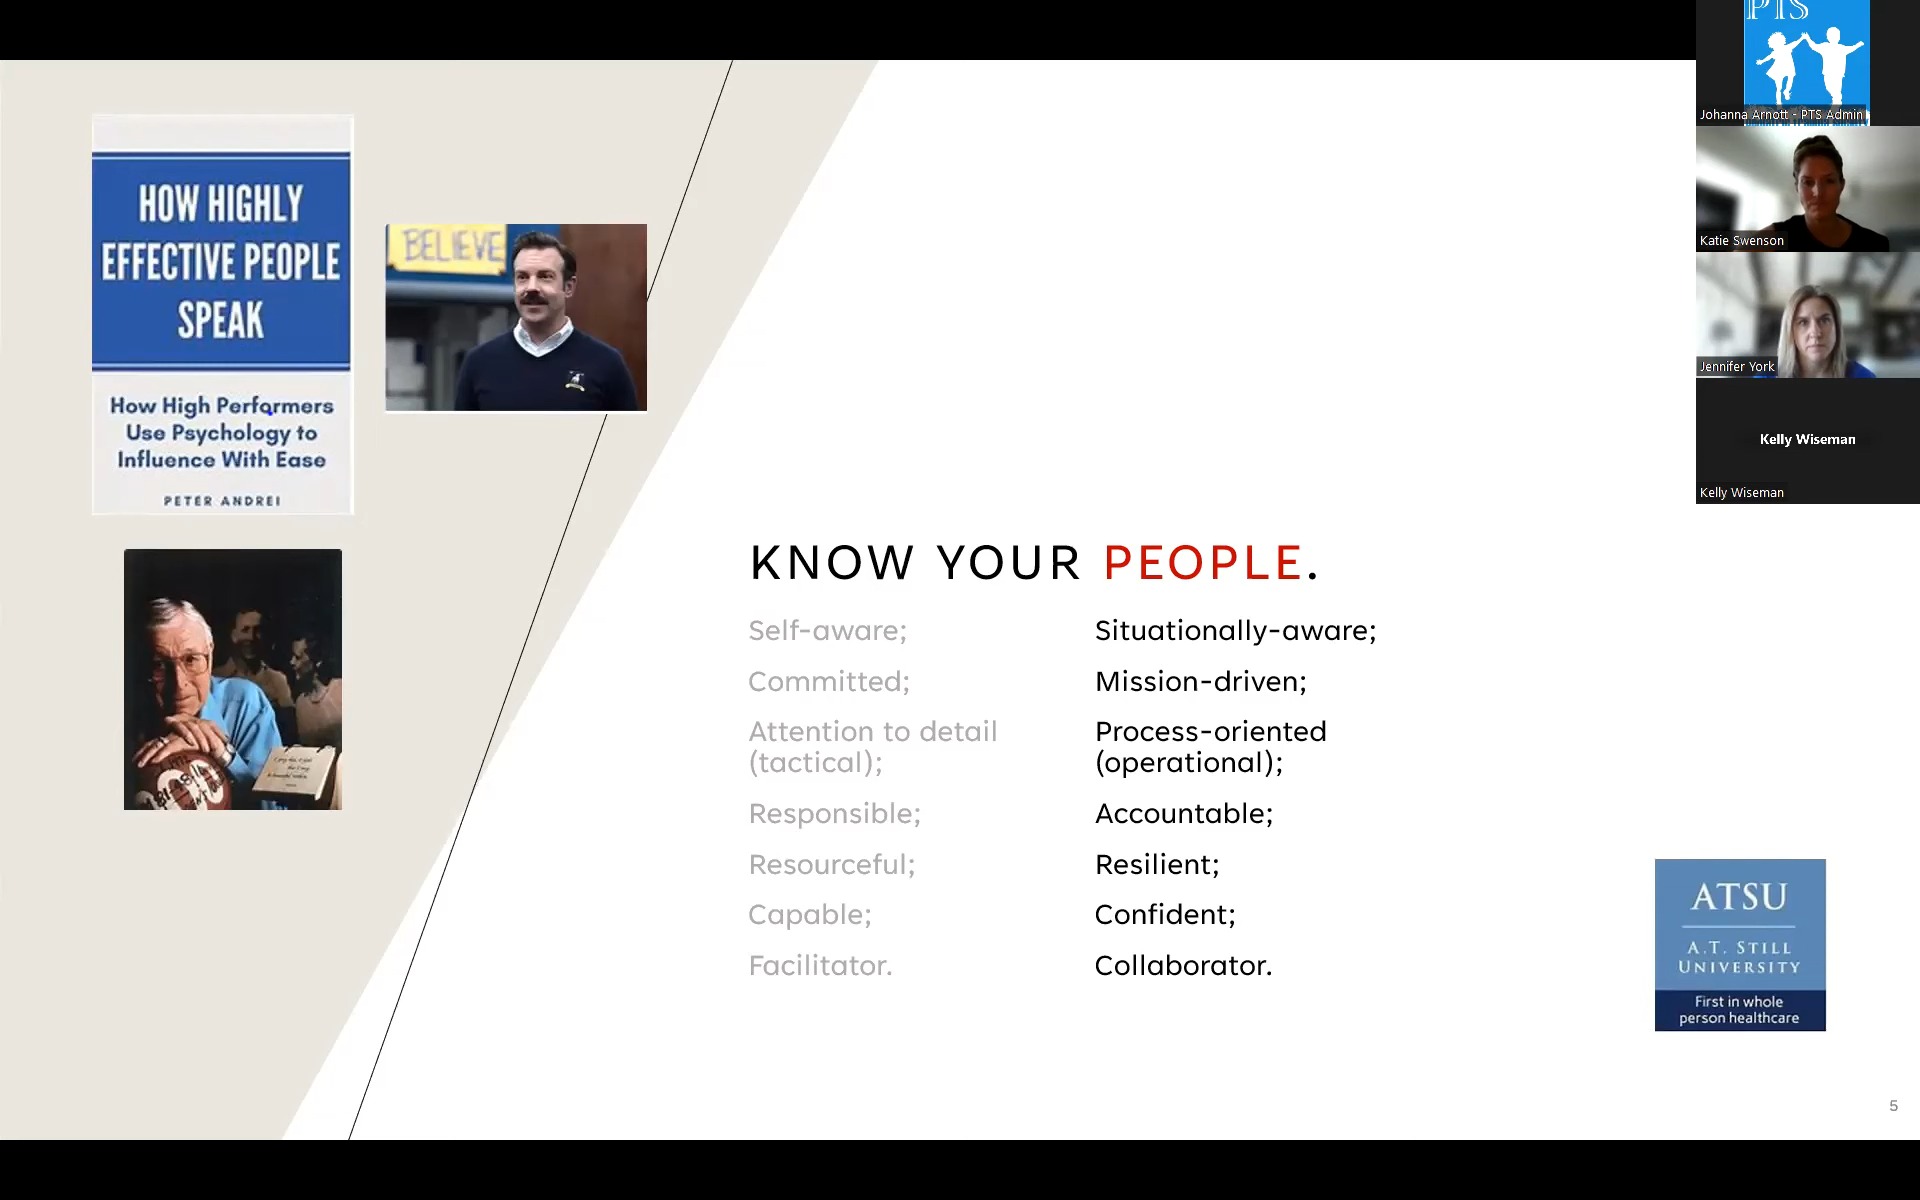 HOW HIGHLY
EFFECTIVE PEOPLE
SPEAK
How High Performers
Use Psychology to
Influence With Ease
PETER ANDREI
BELIEVE
KNOW YOUR PEOPLE.
Self-aware;
Committed;
Attention to detail
(tactical);
Responsible;
Resourceful;
Capable;
Facilitator.
Situationally-aware;
Mission-driven;
Process-oriented
(operational);
Accountable;
Resilient;
Confident;
Collaborator.
PTS
Johanna Arnott - PTS Admin
Katie Swenson
Jennifer York
Kelly Wiseman
Kelly Wiseman
ATSU
A.T. STILL
UNIVERSITY
First in whole
person healthcare
5